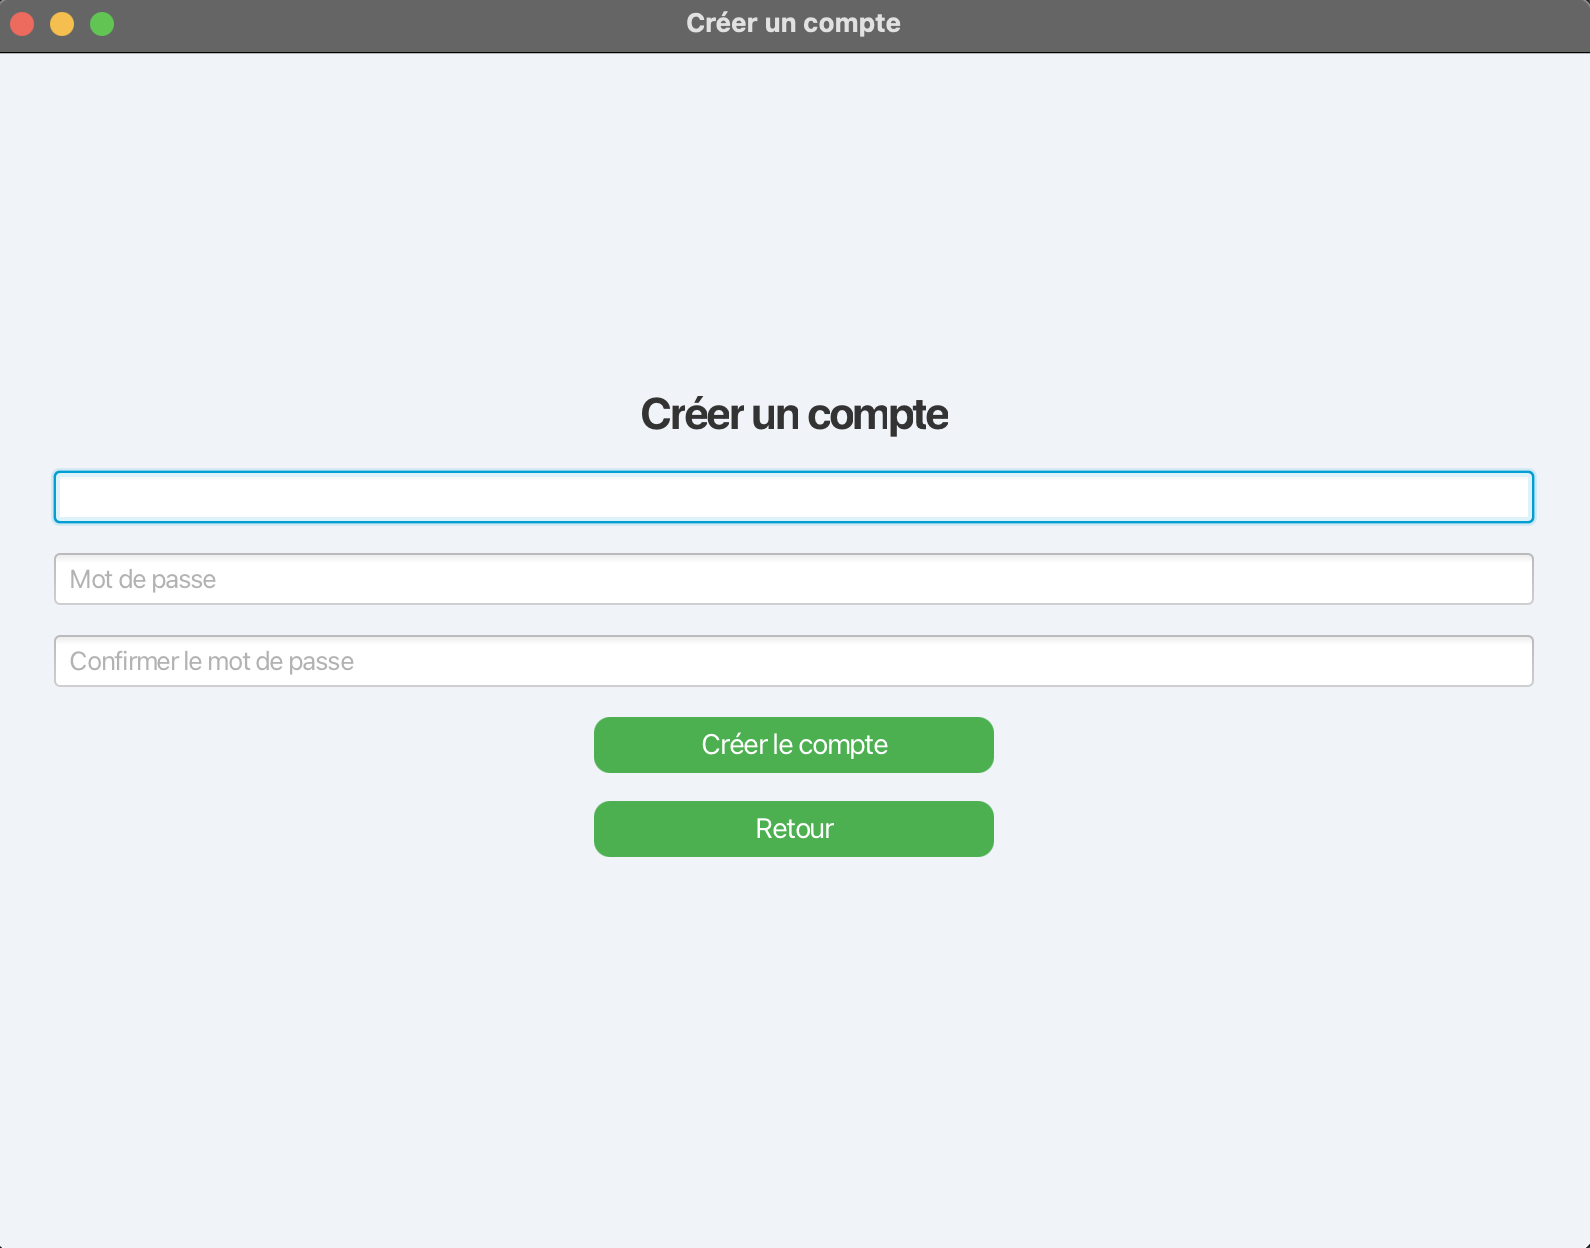 Créer un compte
Créer un compte
Mot de passe
Confirmer le mot de passe
Créer le compte
Retour